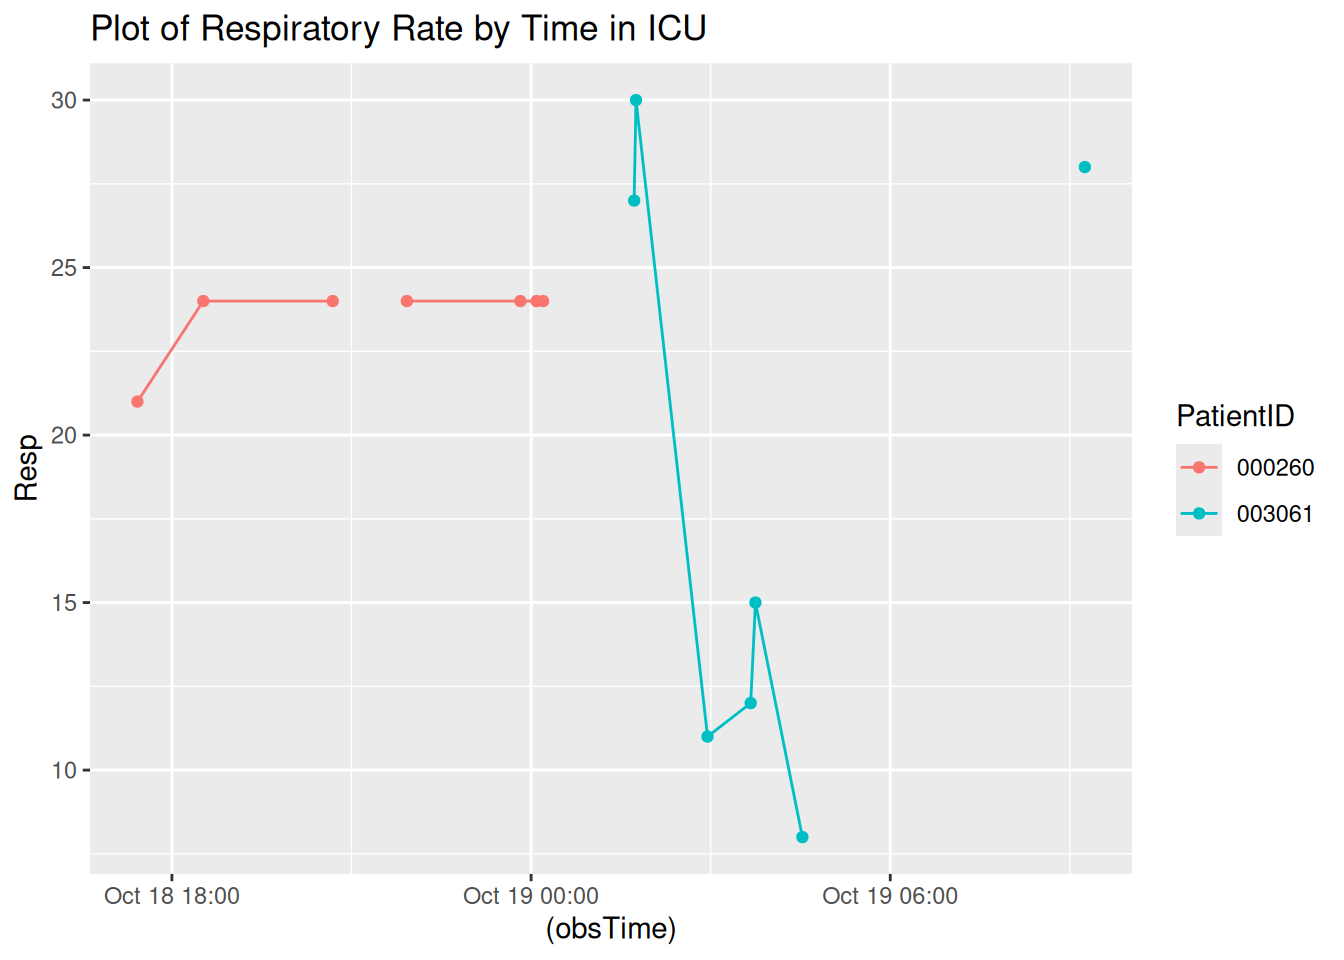 Plot of Respiratory Rate by Time in ICU
30
25
20
15
10
Resp
Oct 18 18:00
Oct 19 00:00
Oct 19 06:00
(obsTime)
PatientID
000260
003061